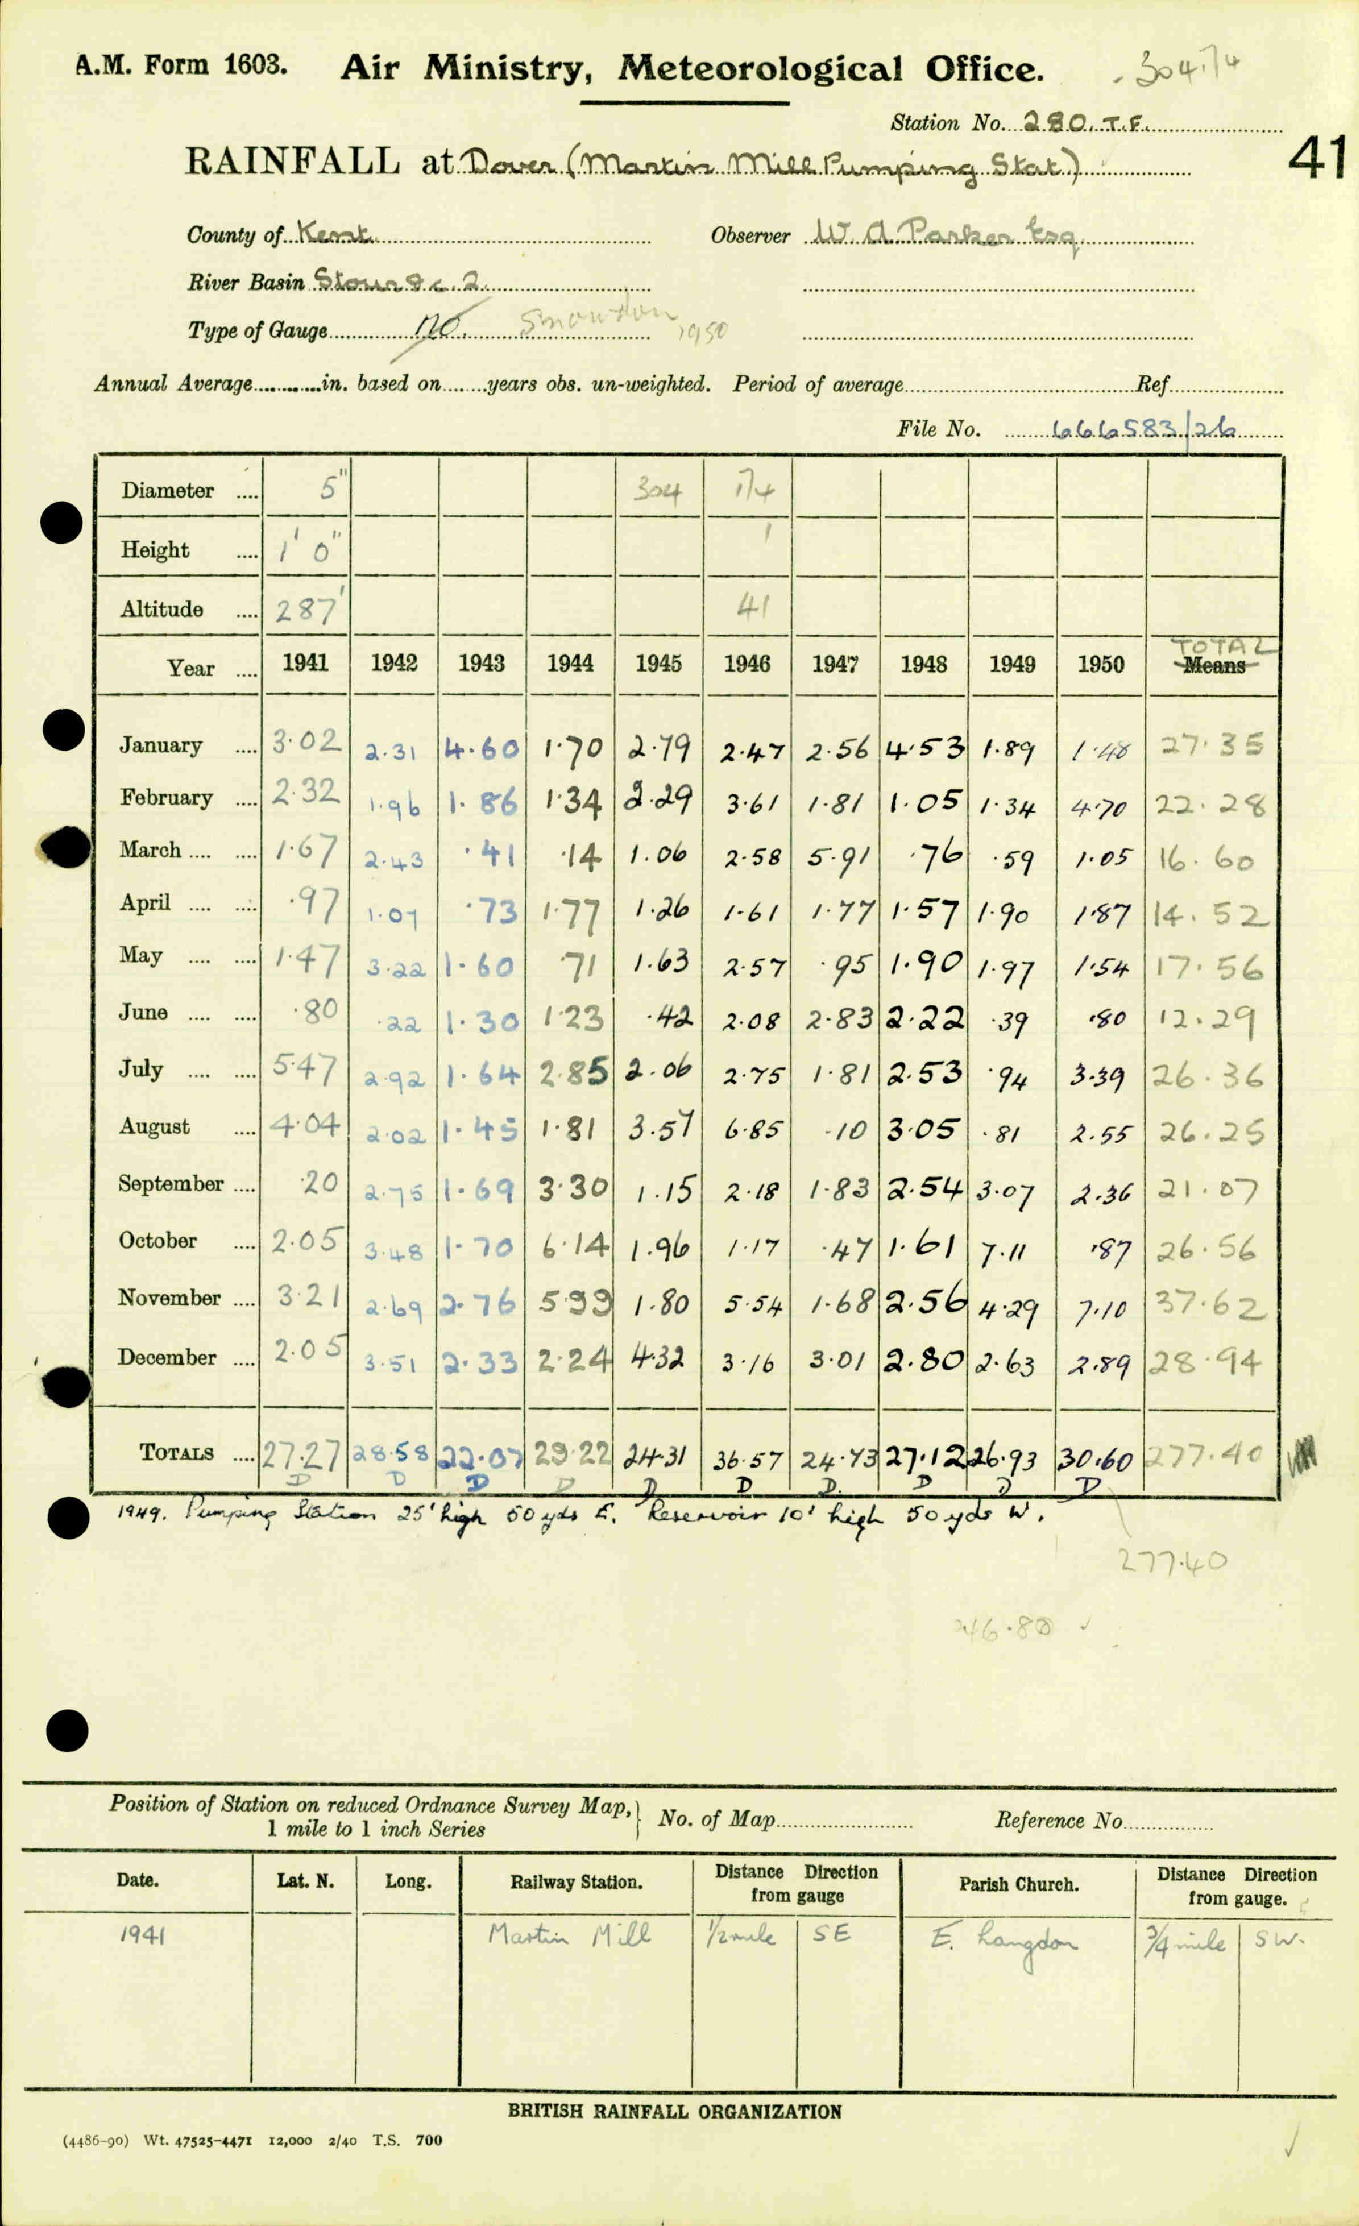 A.M. Form 1603. Air Ministry, Meteorological Office. 304.1/4
Station No. 280. T.F.
41
RAINFALL at Dover (Martin Mill Pumping Stat)
County of Kent Observer W. A. Parker Esq.
River Basin Stour &c. 2
Type of Gauge No. Snowdon 1950
Annual Average in. based on years obs. un-weighted. Period of average Ref
File No. 666583/26
Diameter .... 5" 304 1/4
Height .... 1' 0" 1
Altitude .... 287' 41
TOTAL
Year .... 1941 1942 1943 1944 1945 1946 1947 1948 1949 1950 Means
January .... 3.02 2.31 4.60 1.70 2.79 2.47 2.56 4.53 1.89 1.48 27.35
February .... 2.32 1.96 1.86 1.34 2.29 3.61 1.81 1.05 1.34 4.70 22.28
March .... .... 1.67 2.43 .41 .14 1.06 2.58 5.91 .76 .59 1.05 16.60
April .... .... .97 1.07 .73 1.77 1.26 1.61 1.77 1.57 1.90 1.87 14.52
May .... .... 1.47 3.22 1.60 .71 1.63 2.57 .95 1.90 1.97 1.54 17.56
June .... .... .80 .22 1.30 1.23 .42 2.08 2.83 2.22 .39 .80 12.29
July .... .... 5.47 2.92 1.64 2.85 2.06 2.75 1.81 2.53 .94 3.39 26.36
August .... 4.04 2.02 1.45 1.81 3.57 6.85 .10 3.05 .81 2.55 26.25
September .... .20 2.75 1.69 3.30 1.15 2.18 1.83 2.54 3.07 2.36 21.07
October .... 2.05 3.48 1.70 6.14 1.96 1.17 .47 1.61 7.11 .87 26.56
November .... 3.21 2.69 2.76 5.99 1.80 5.54 1.68 2.56 4.29 7.10 37.62
December .... 2.05 3.51 2.33 2.24 4.32 3.16 3.01 2.80 2.63 2.89 28.94
TOTALS .... 27.27 28.58 22.07 29.22 24.31 36.57 24.73 27.12 26.93 30.60 277.40
D D D D D D D. D D D
1949. Pumping Station 25' high 50 yds E. Reservoir 10' high 50 yds W.
277.40
46.80 ✓
Position of Station on reduced Ordnance Survey Map, } No. of Map Reference No.
1 mile to 1 inch Series
Date. Lat. N. Long. Railway Station. Distance Direction from gauge Parish Church. Distance Direction from gauge.
1941 Martin Mill 1/2 mile SE E. Langdon 3/4 mile SW.
BRITISH RAINFALL ORGANIZATION
(4486-90) Wt. 47525-4471 12,000 2/40 T.S. 700